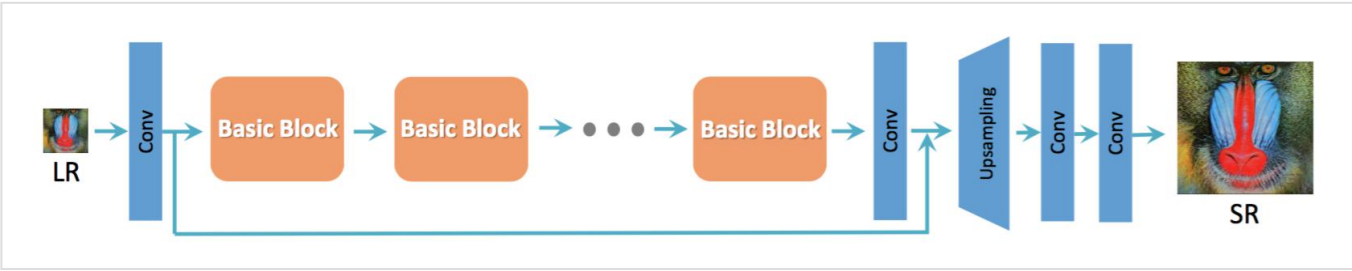 LR
Conv
Basic Block
Basic Block
Basic Block
Conv
Upsampling
Conv
Conv
SR